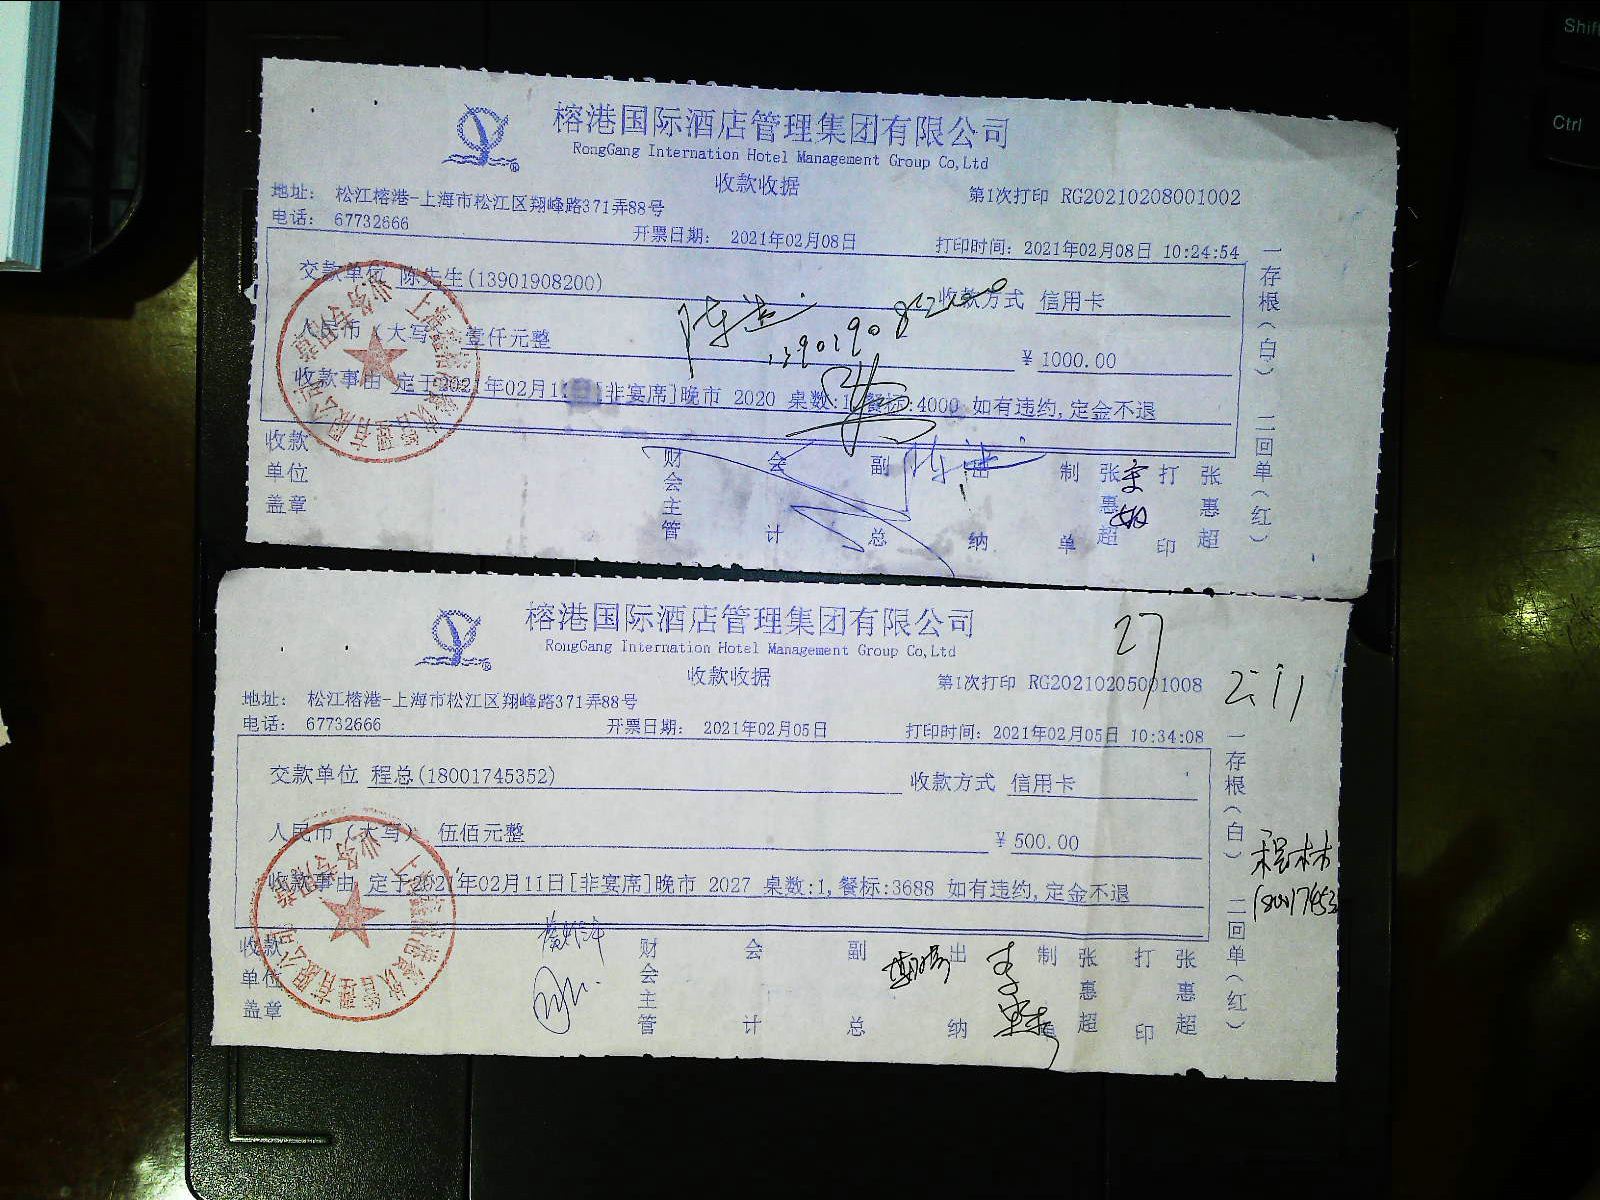 Shift
Ctrl
榕港国际酒店管理集团有限公司
RongGang Internation Hotel Management Group Co,Ltd
收款收据
第1次打印 RG20210208001002
地址： 松江榕港-上海市松江区翔峰路371弄88号
电话： 67732666
开票日期： 2021年02月08日
打印时间：2021年02月08日 10:24:54
交款单位 陈先生(13901908200)
收款方式 信用卡
人民币（大写） 壹仟元整
¥ 1000.00
收款事由 定于2021年02月1 [非宴席]晚市 2020 桌数:1,餐标:4000 如有违约,定金不退
收款单位盖章
财会主管
会计
副总
出纳
制单
张惠超
打印
张惠超
一存根（白） 二回单（红）
榕港国际酒店管理集团有限公司
RongGang Internation Hotel Management Group Co,Ltd
27
收款收据
第1次打印 RG20210205001008
地址： 松江榕港-上海市松江区翔峰路371弄88号
电话： 67732666
开票日期： 2021年02月05日
打印时间：2021年02月05日 10:34:08
交款单位 程总(18001745352)
收款方式 信用卡
人民币（大写） 伍佰元整
¥ 500.00
收款事由 定于2021年02月11日[非宴席]晚市 2027 桌数:1,餐标:3688 如有违约,定金不退
收款单位盖章
财会主管
会计
副总
出纳
制单
张惠超
打印
张惠超
一存根（白） 二回单（红）
程林